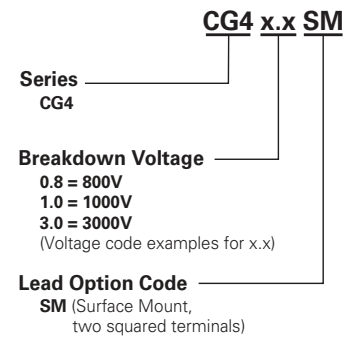 CG4 x.x SM
Series
CG4
Breakdown Voltage
0.8 = 800V
1.0 = 1000V
3.0 = 3000V
(Voltage code examples for x.x)
Lead Option Code
SM (Surface Mount,
two squared terminals)